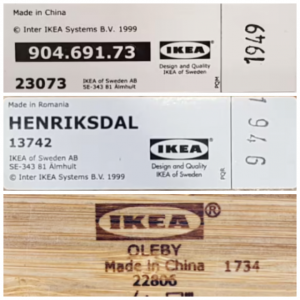 Made in China
© Inter IKEA Systems B.V. 1999
904.691.73
23073
IKEA of Sweden AB
SE-343 81 Älmhult
IKEA®
Design and Quality
IKEA of Sweden
PQM
1949
Made in Romania
HENRIKSDAL
13742
IKEA of Sweden AB
SE-343 81 Älmhult
© Inter IKEA Systems B.V. 1999
IKEA®
Design and Quality
IKEA of Sweden
PQM
1946
IKEA®
OLEBY
Made in China 1734
22806